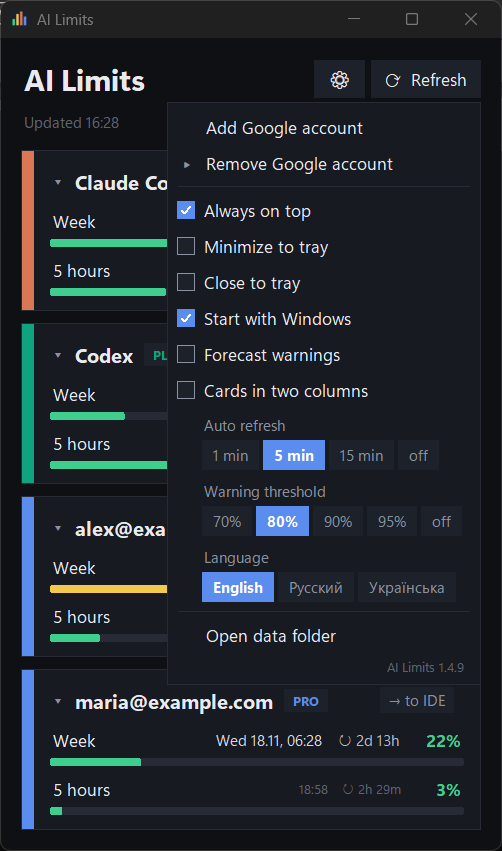 AI Limits
AI Limits
Refresh
Updated 16:28
Add Google account
Remove Google account
Always on top
Minimize to tray
Close to tray
Start with Windows
Forecast warnings
Cards in two columns
Auto refresh
1 min 5 min 15 min off
Warning threshold
70% 80% 90% 95% off
Language
English Русский Українська
Open data folder
AI Limits 1.4.9
Claude Co
Week
5 hours
Codex PL
Week
5 hours
alex@exa
Week
5 hours
maria@example.com PRO → to IDE
Week Wed 18.11, 06:28 2d 13h 22%
5 hours 18:58 2h 29m 3%